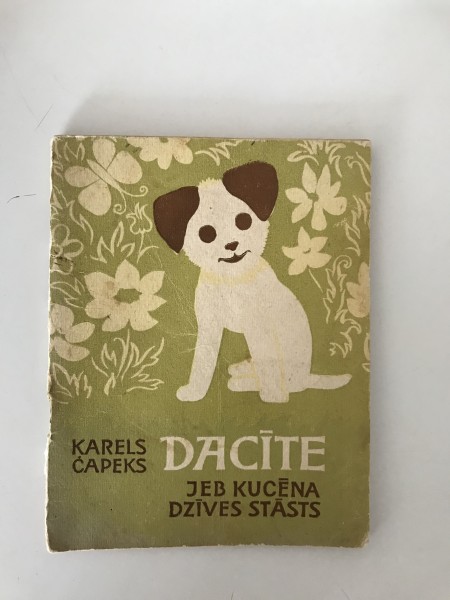 KARELS
ČAPEKS
DACĪTE
JEB KUCĒNA
DZĪVES STĀSTS